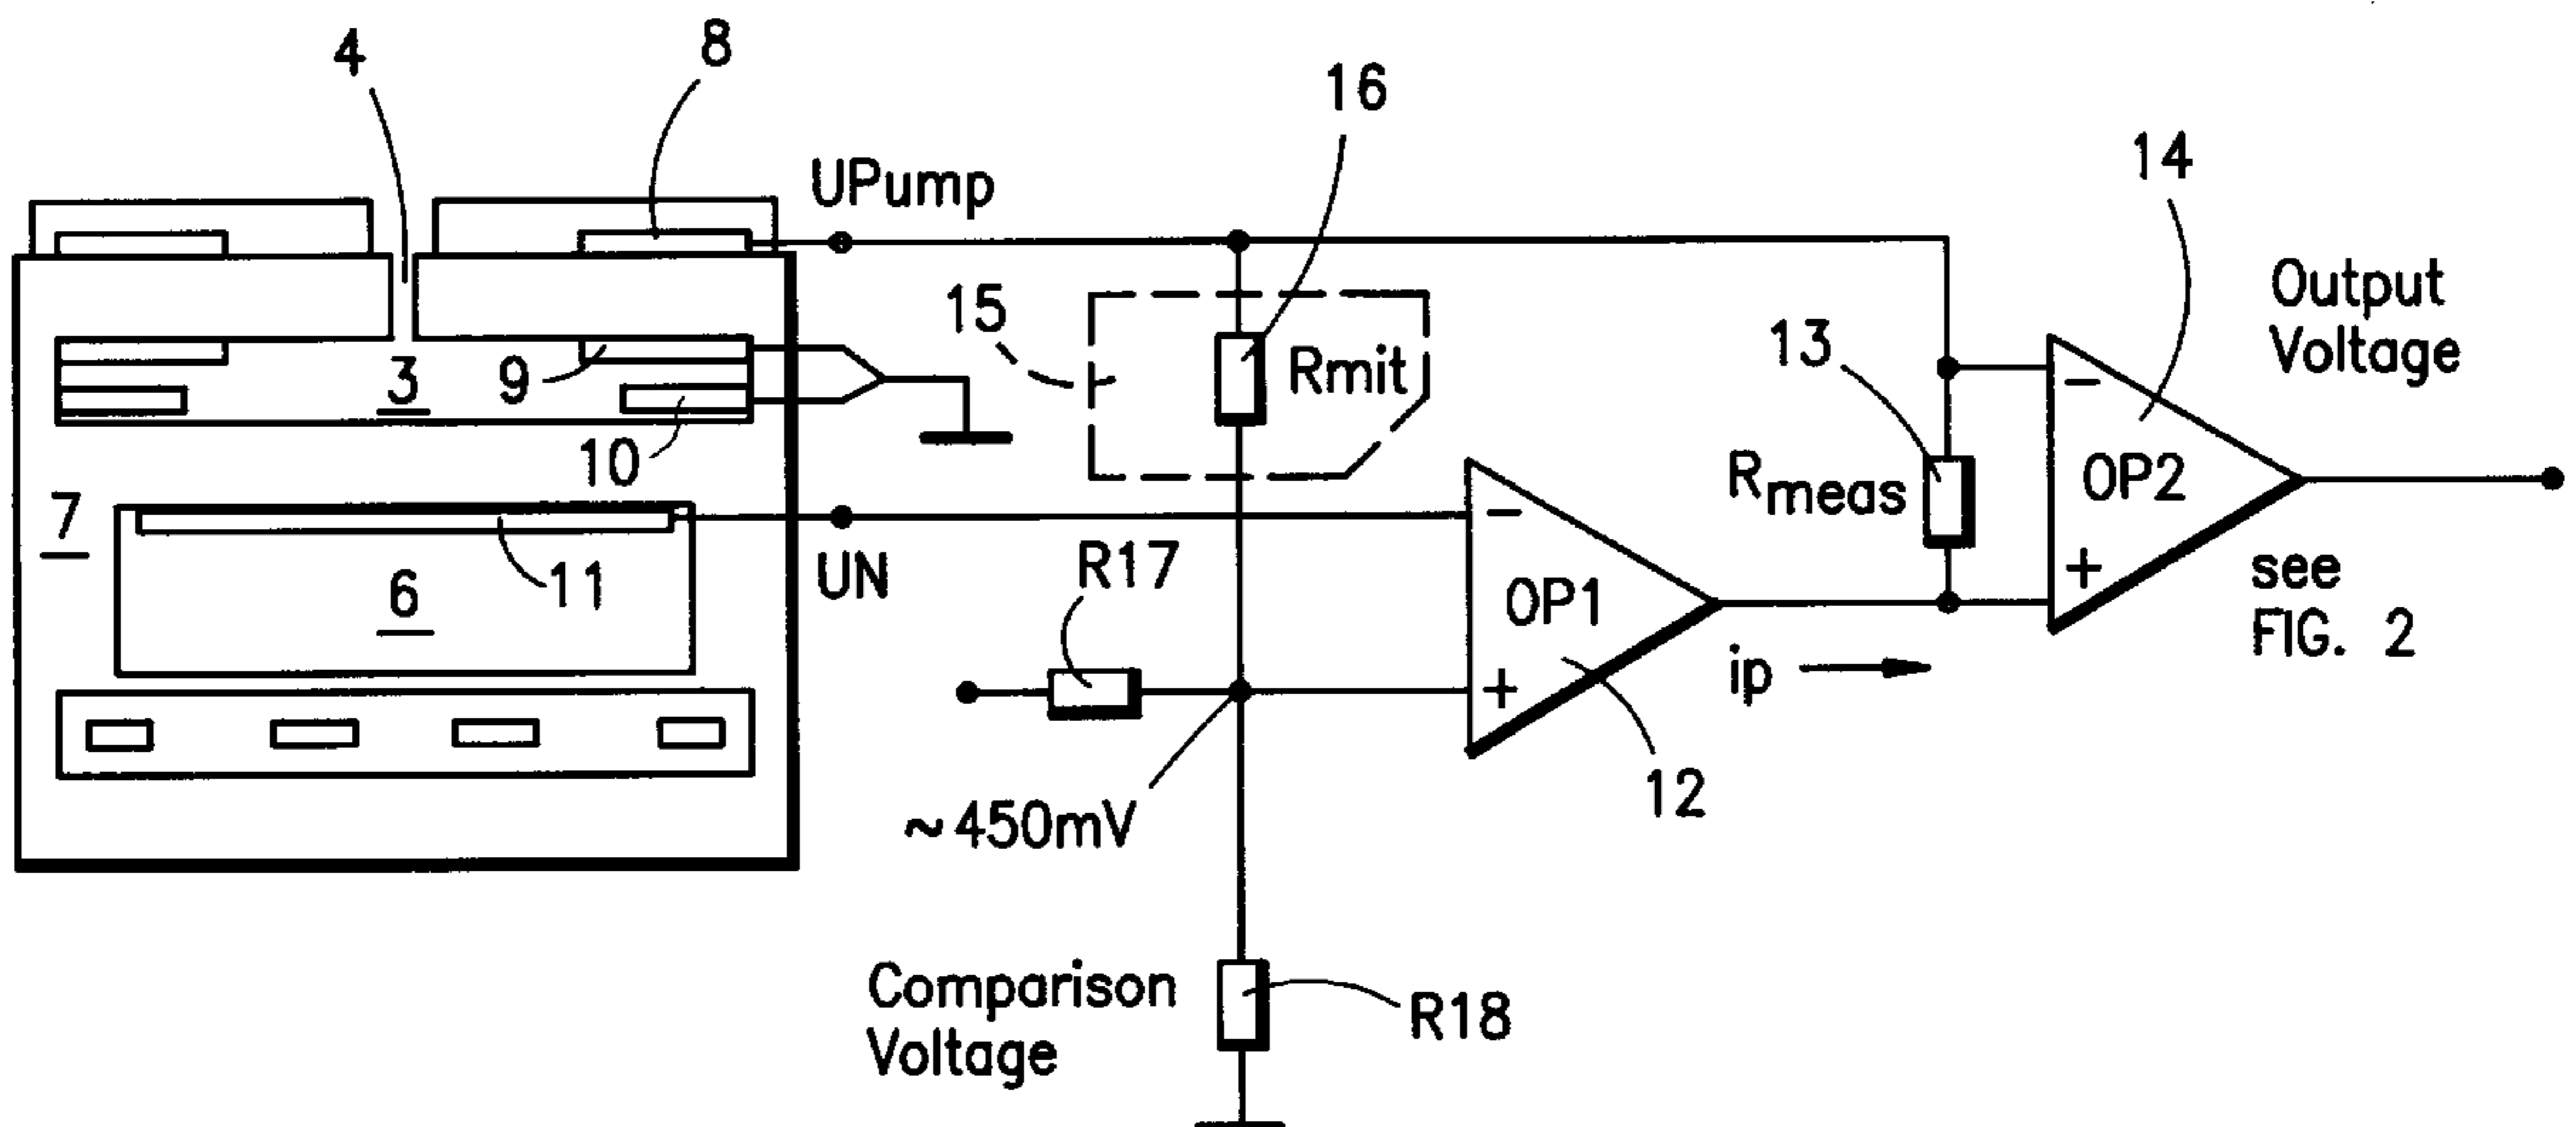 4
8
16
14
UPump
15
Rmit
13
Output
Voltage
3
9
10
Rmeas
OP2
7
UN
R17
11
6
OP1
see
FIG. 2
ip
12
~450mV
Comparison
Voltage
R18